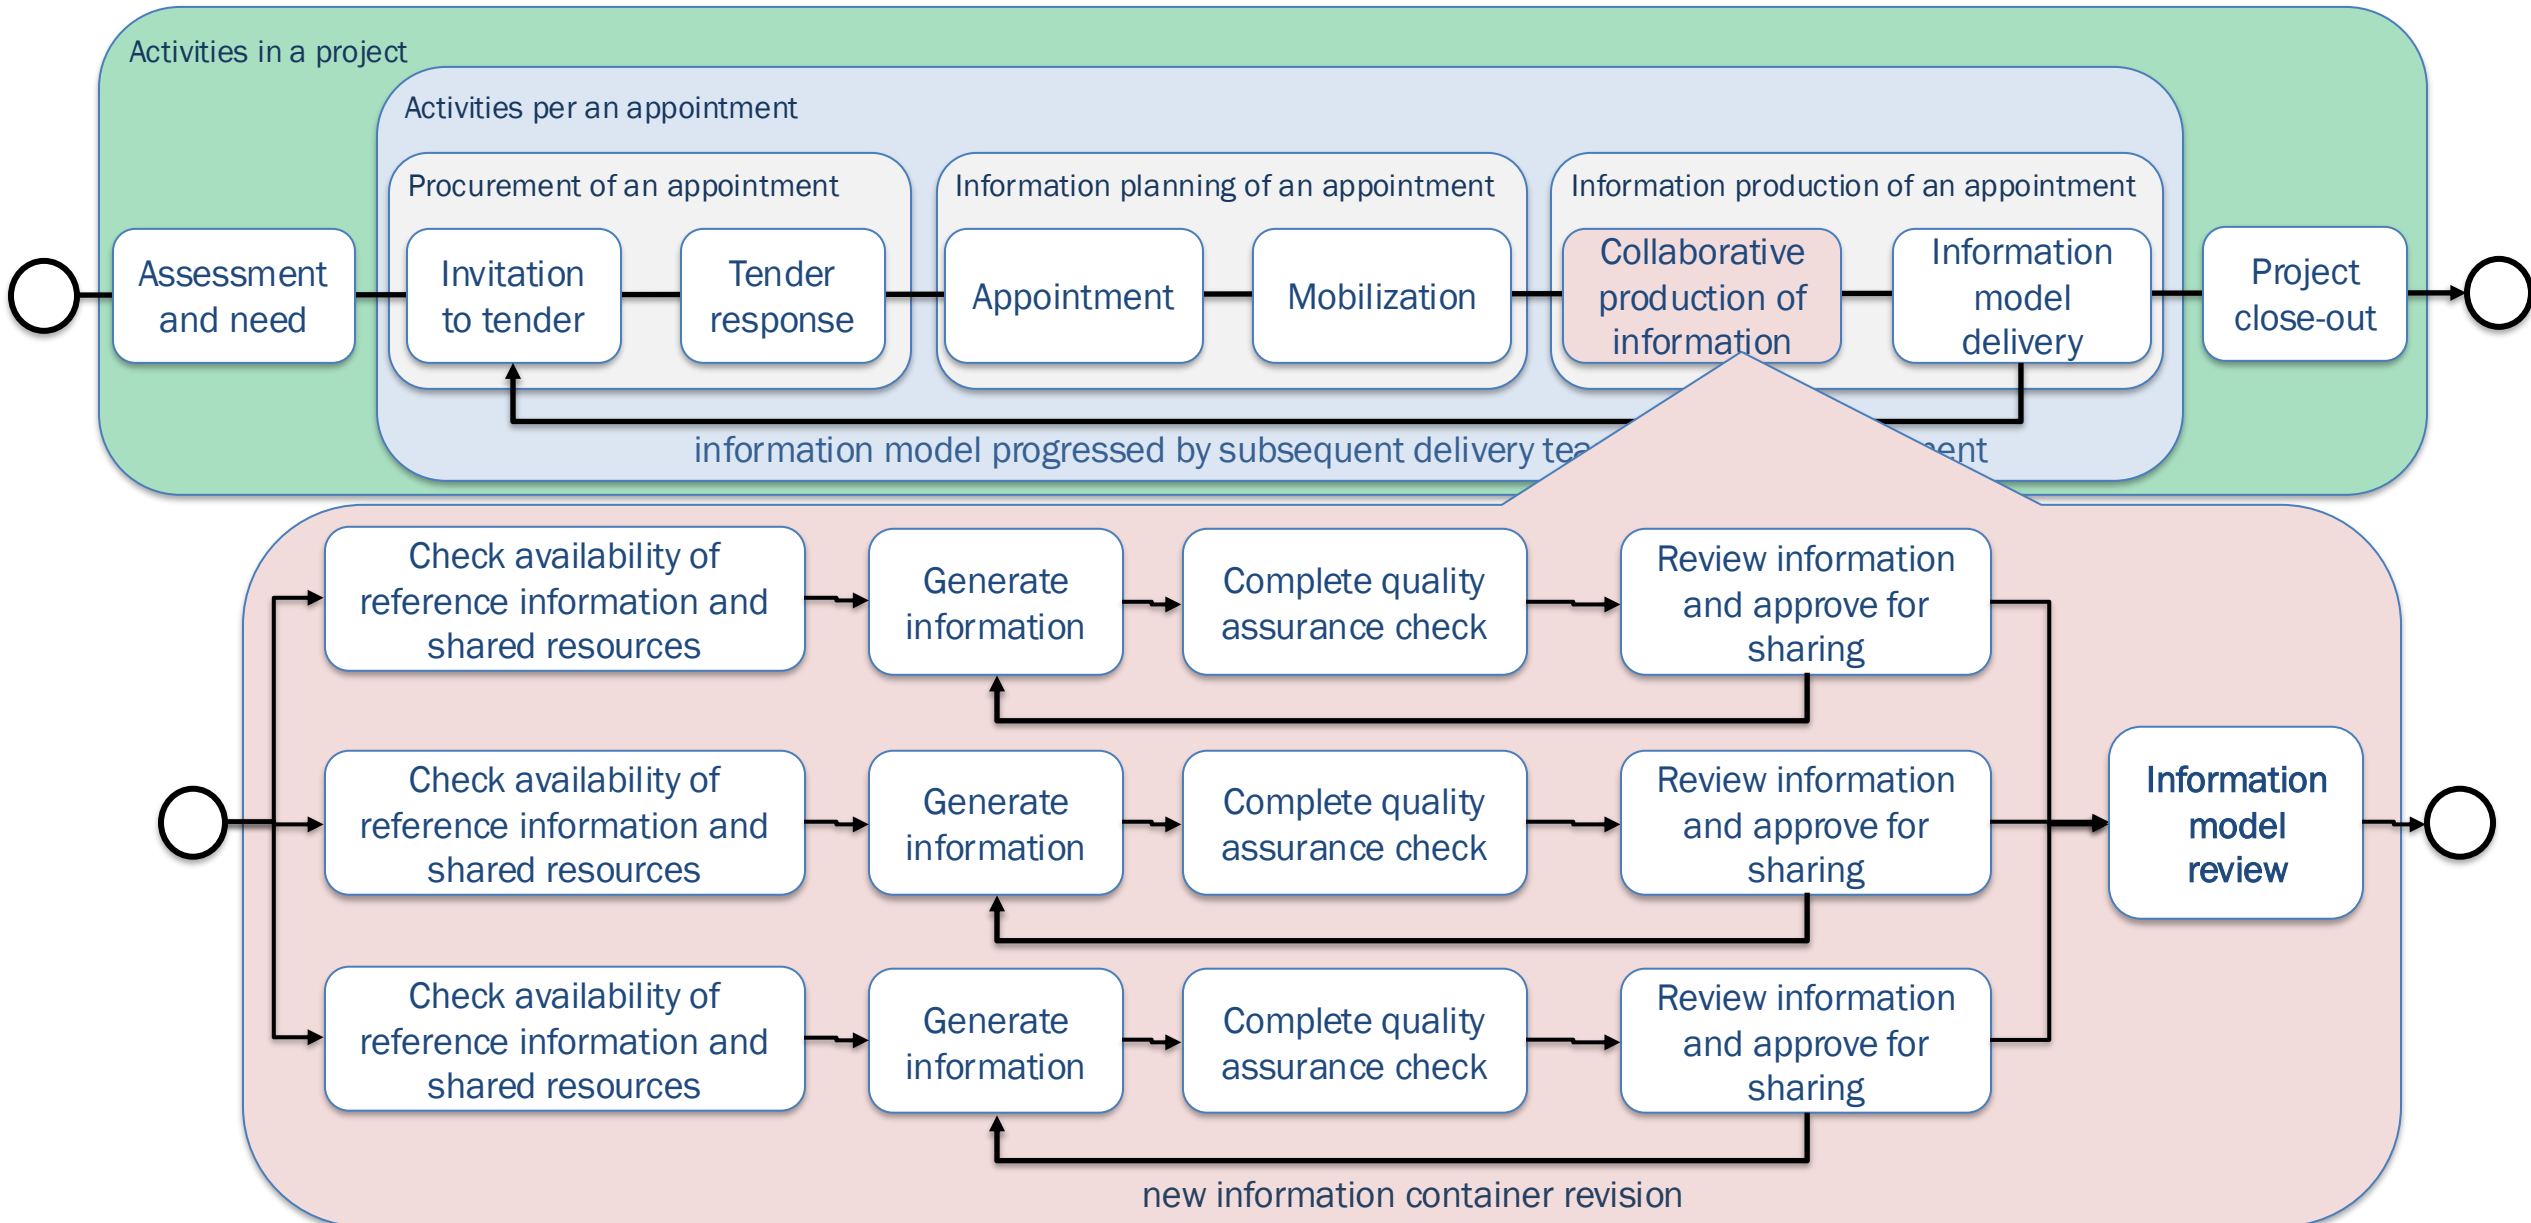 Activities in a project
Activities per an appointment
Procurement of an appointment
Information planning of an appointment
Information production of an appointment
Assessment
and need
Invitation
to tender
Tender
response
Appointment
Mobilization
Collaborative
production of
information
Information
model
delivery
Project
close-out
information model progressed by subsequent delivery
Check availability of
reference information and
shared resources
Generate
information
Complete quality
assurance check
Review information
and approve for
sharing
Check availability of
reference information and
shared resources
Generate
information
Complete quality
assurance check
Review information
and approve for
sharing
Information
model
review
Check availability of
reference information and
shared resources
Generate
information
Complete quality
assurance check
Review information
and approve for
sharing
new information container revision